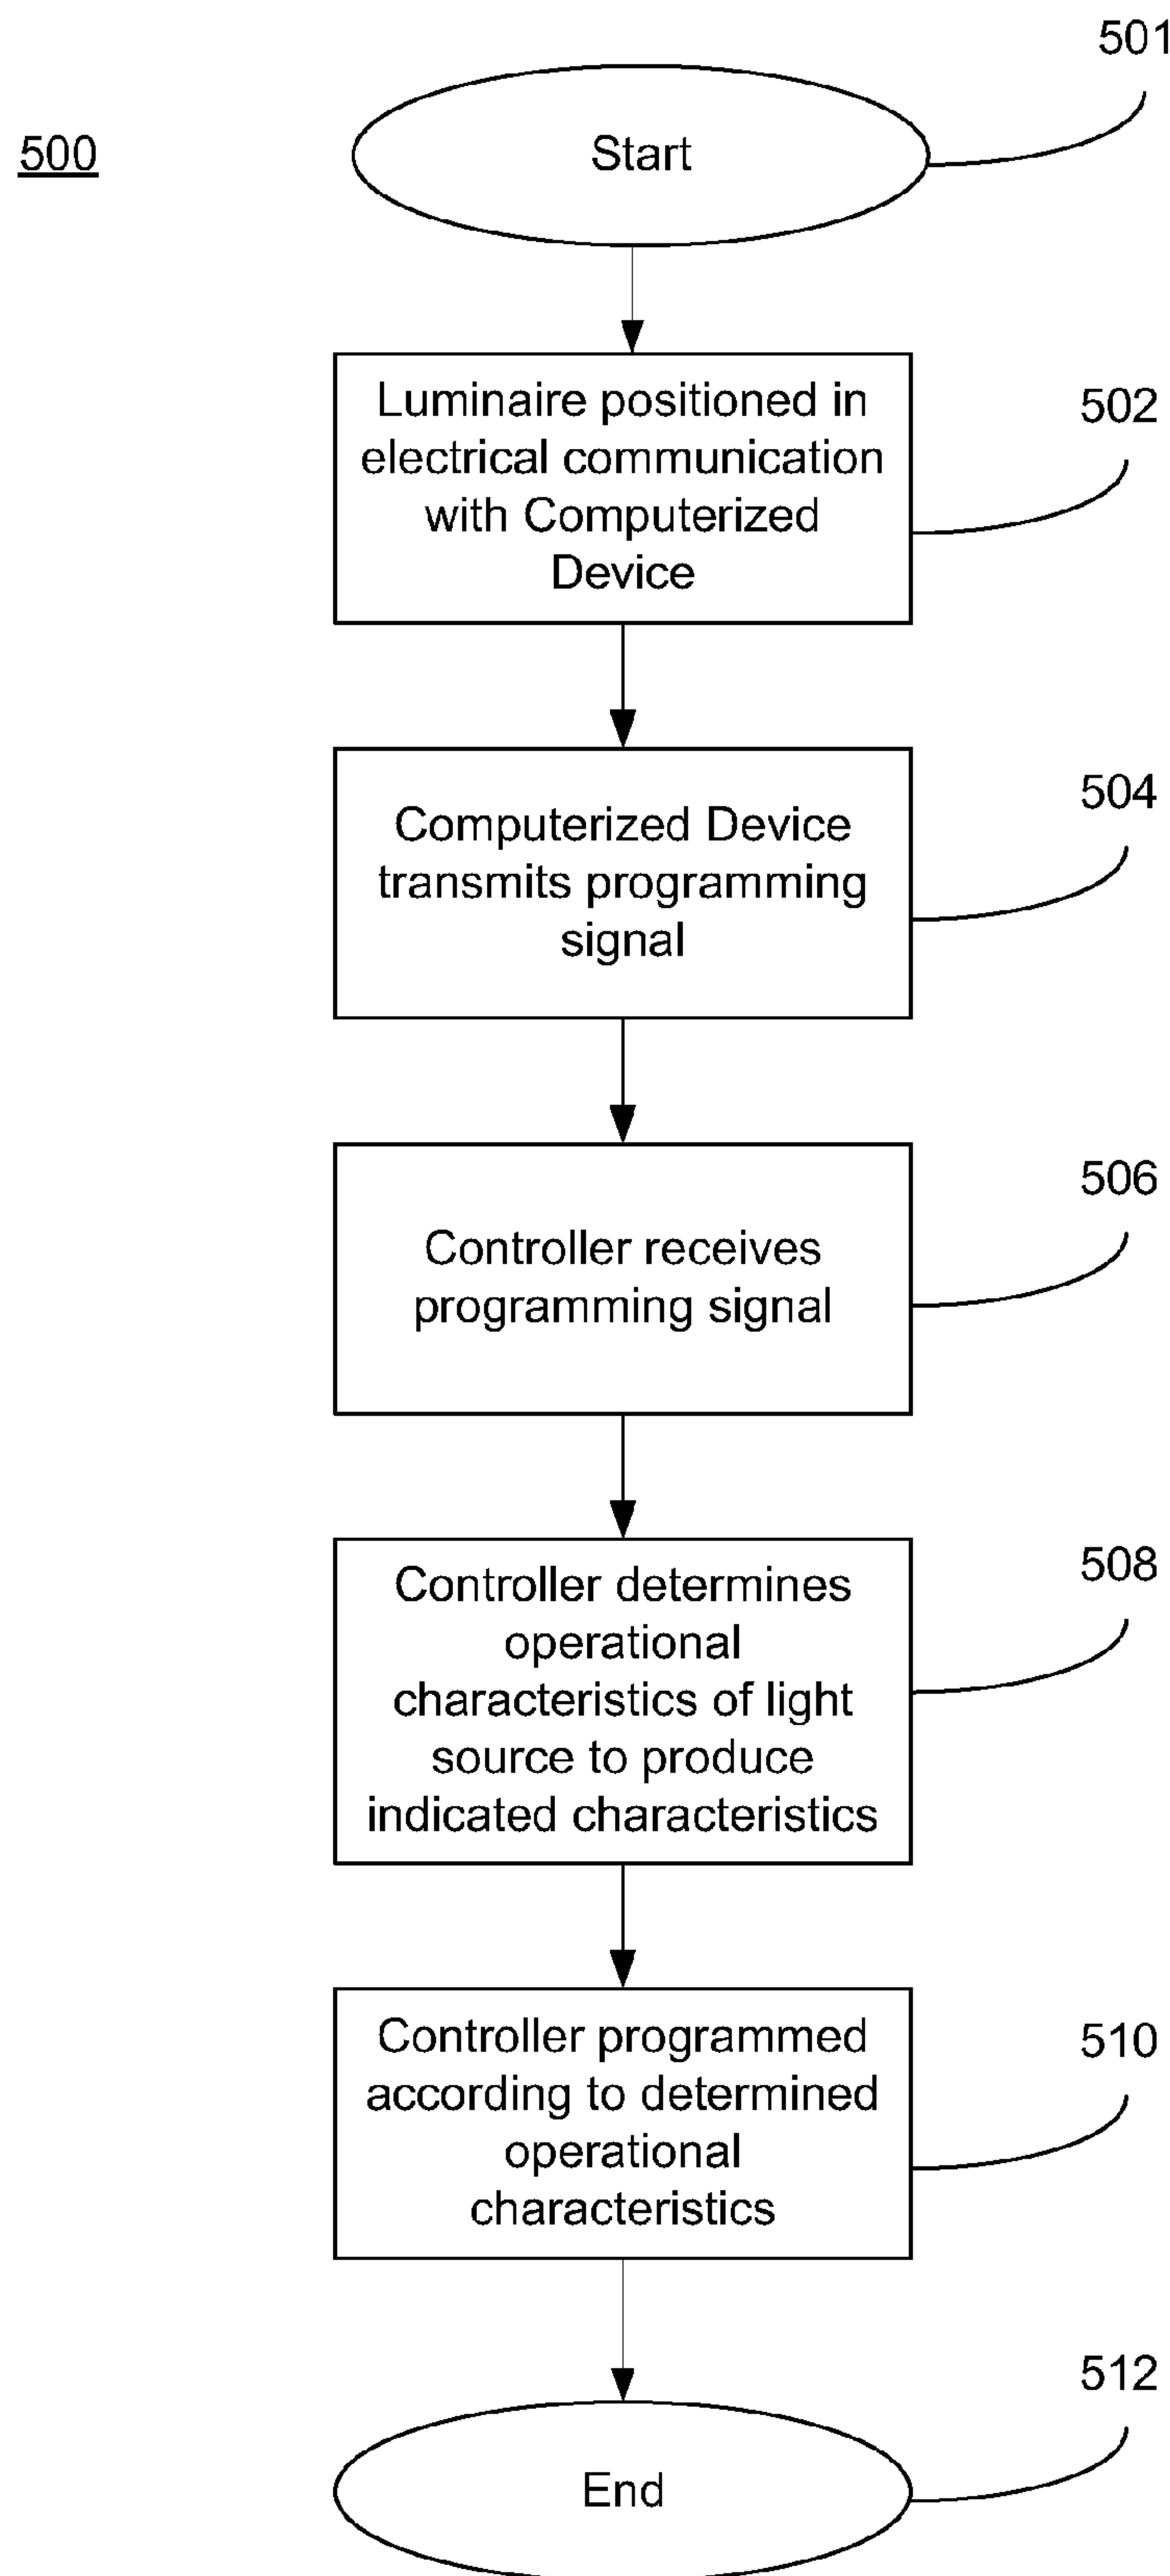 501
500
Start
Luminaire positioned in
electrical communication
with Computerized
Device
502
Computerized Device
transmits programming
signal
504
Controller receives
programming signal
506
Controller determines
operational
characteristics of light
source to produce
indicated characteristics
508
Controller programmed
according to determined
operational
characteristics
510
End
512